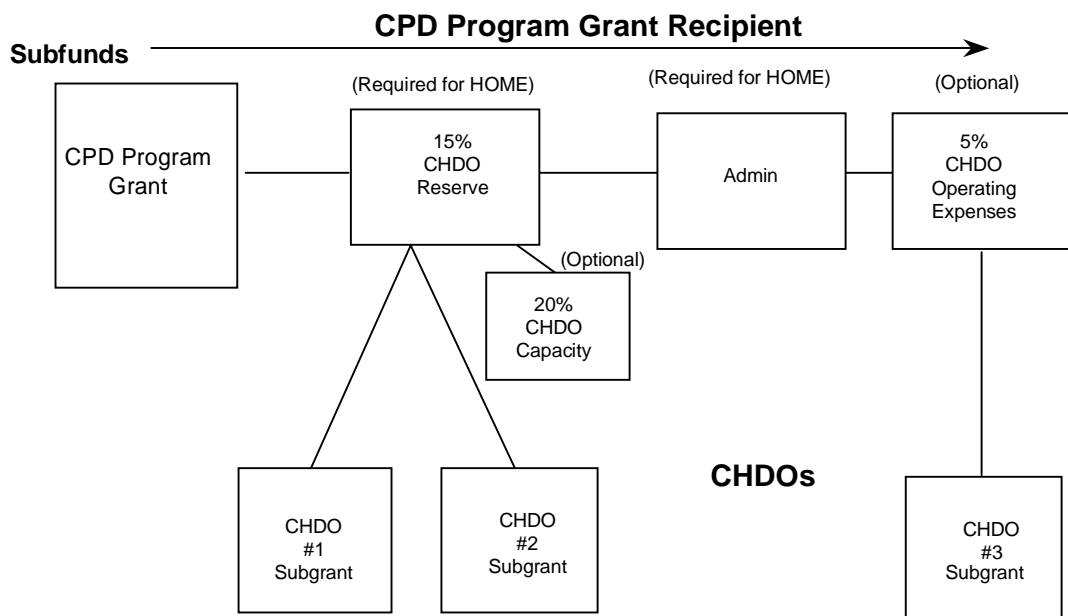 CPD Program Grant Recipient
Subfunds
(Required for HOME)
(Required for HOME)
(Optional)
CPD Program
Grant
15%
CHDO
Reserve
Admin
5%
CHDO
Operating
Expenses
(Optional)
20%
CHDO
Capacity
CHDOs
CHDO
#1
Subgrant
CHDO
#2
Subgrant
CHDO
#3
Subgrant